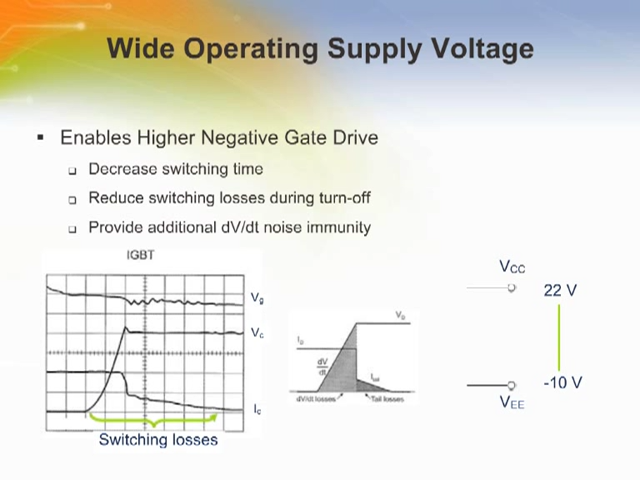 Wide Operating Supply Voltage
▪ Enables Higher Negative Gate Drive
❑ Decrease switching time
❑ Reduce switching losses during turn-off
❑ Provide additional dV/dt noise immunity
IGBT
Vg
Vc
Ic
Switching losses
dV
dt
dV/dt losses
Tail losses
VCC
22 V
-10 V
VEE